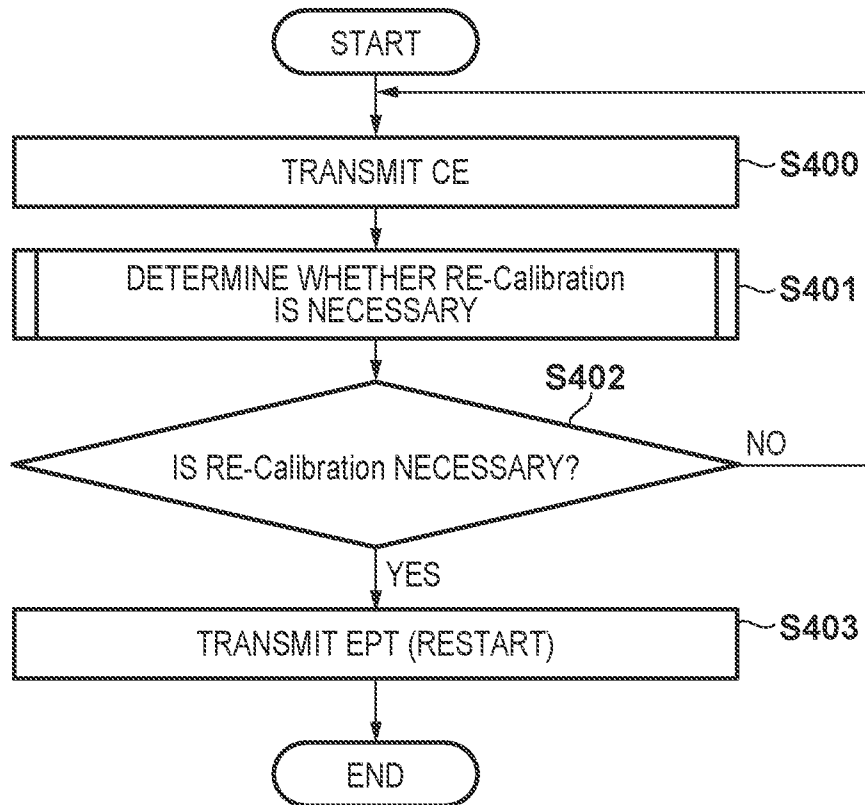 START
TRANSMIT CE
S400
DETERMINE WHETHER RE-Calibration
IS NECESSARY
S401
S402
IS RE-Calibration NECESSARY?
NO
YES
TRANSMIT EPT (RESTART)
S403
END